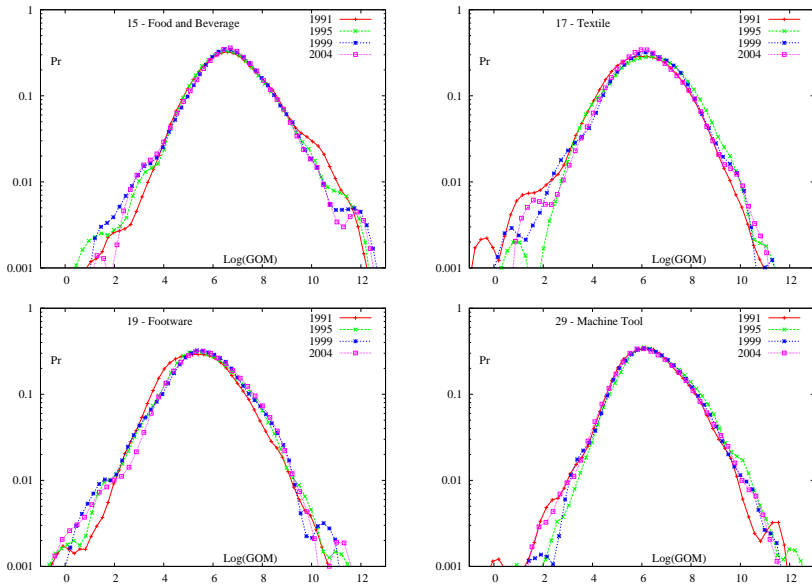 15 - Food and Beverage
Pr
1991
1995
1999
2004
1
0.1
0.01
0.001
0 2 4 6 8 10 12
Log(GOM)
17 - Textile
Pr
1991
1995
1999
2004
1
0.1
0.01
0.001
0 2 4 6 8 10 12
Log(GOM)
19 - Footware
Pr
1991
1995
1999
2004
1
0.1
0.01
0.001
0 2 4 6 8 10 12
Log(GOM)
29 - Machine Tool
Pr
1991
1995
1999
2004
1
0.1
0.01
0.001
0 2 4 6 8 10 12
Log(GOM)